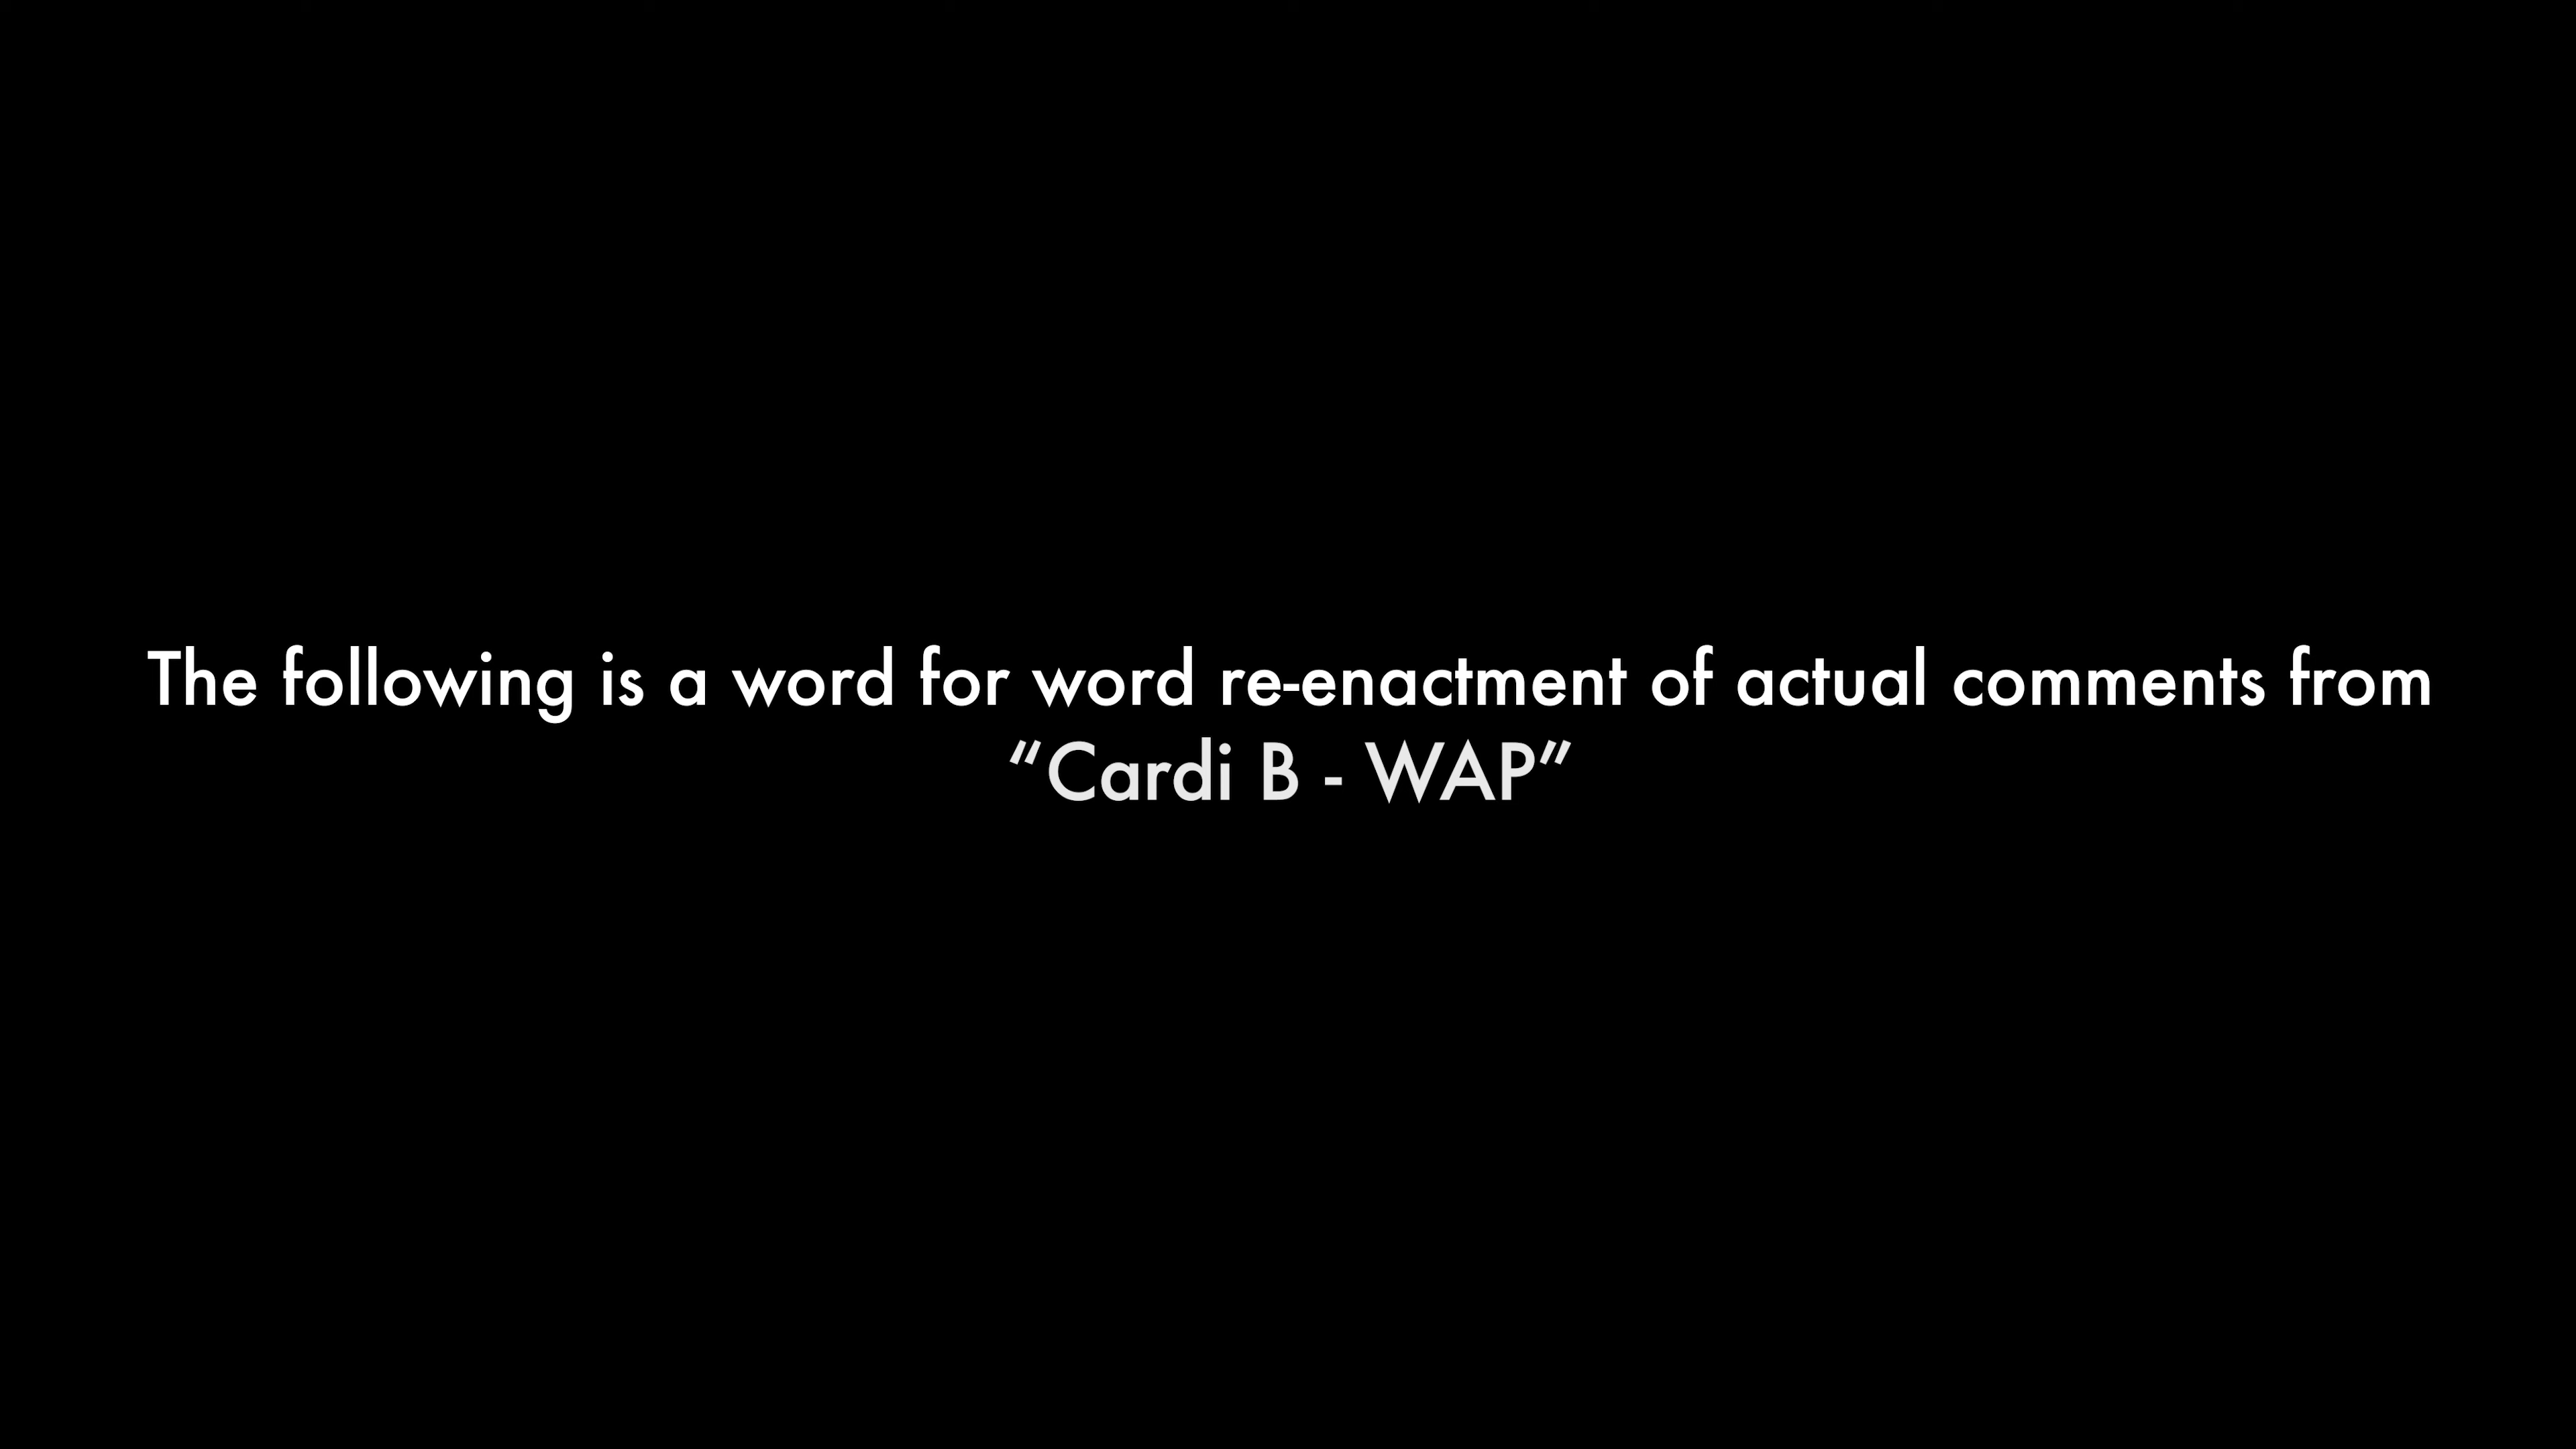 The following is a word for word re-enactment of actual comments from
“Cardi B - WAP”